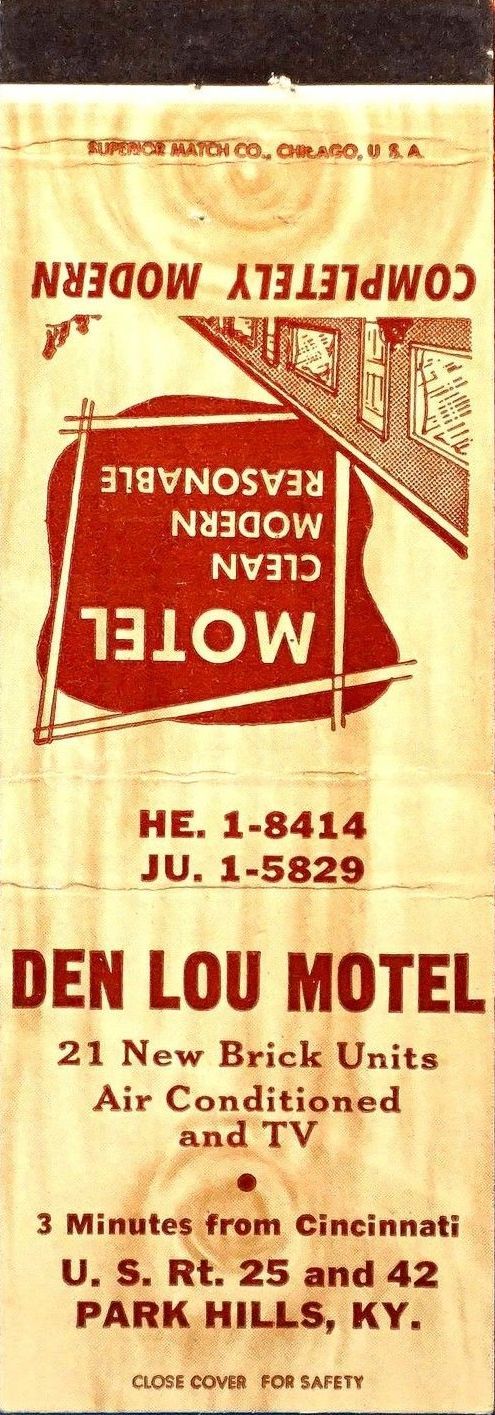 SUPERIOR MATCH CO., CHICAGO, U. S. A.
COMPLETELY MODERN
MOTEL
CLEAN
MODERN
REASONABLE
HE. 1-8414
JU. 1-5829
DEN LOU MOTEL
21 New Brick Units
Air Conditioned
and TV
•
3 Minutes from Cincinnati
U. S. Rt. 25 and 42
PARK HILLS, KY.
CLOSE COVER FOR SAFETY